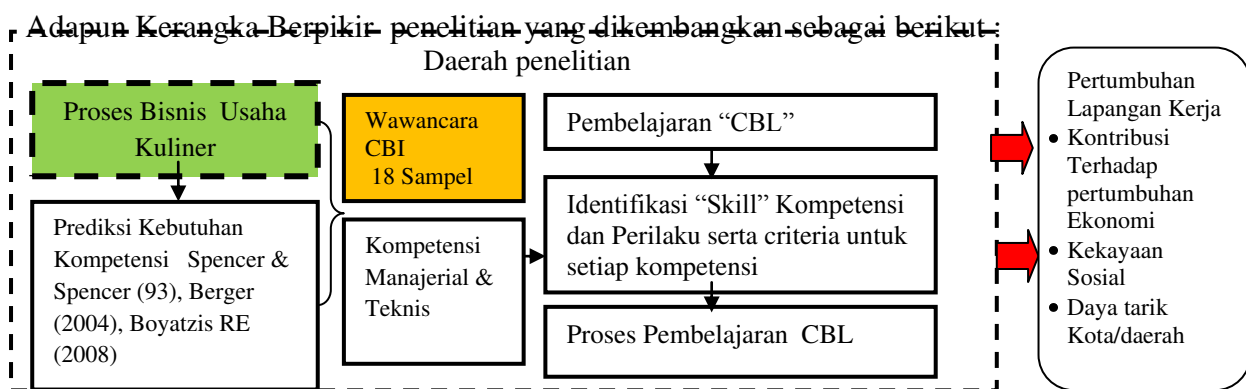 Adapun Kerangka Berpikir penelitian yang dikembangkan sebagai berikut :
Daerah penelitian
Proses Bisnis Usaha
Kuliner
Prediksi Kebutuhan
Kompetensi Spencer &
Spencer (93), Berger
(2004), Boyatzis RE
(2008)
Wawancara
CBI
18 Sampel
Kompetensi
Manajerial &
Teknis
Pembelajaran “CBL”
Identifikasi “Skill” Kompetensi
dan Perilaku serta criteria untuk
setiap kompetensi
Proses Pembelajaran CBL
Pertumbuhan
Lapangan Kerja
• Kontribusi
Terhadap
pertumbuhan
Ekonomi
• Kekayaan
Sosial
• Daya tarik
Kota/daerah